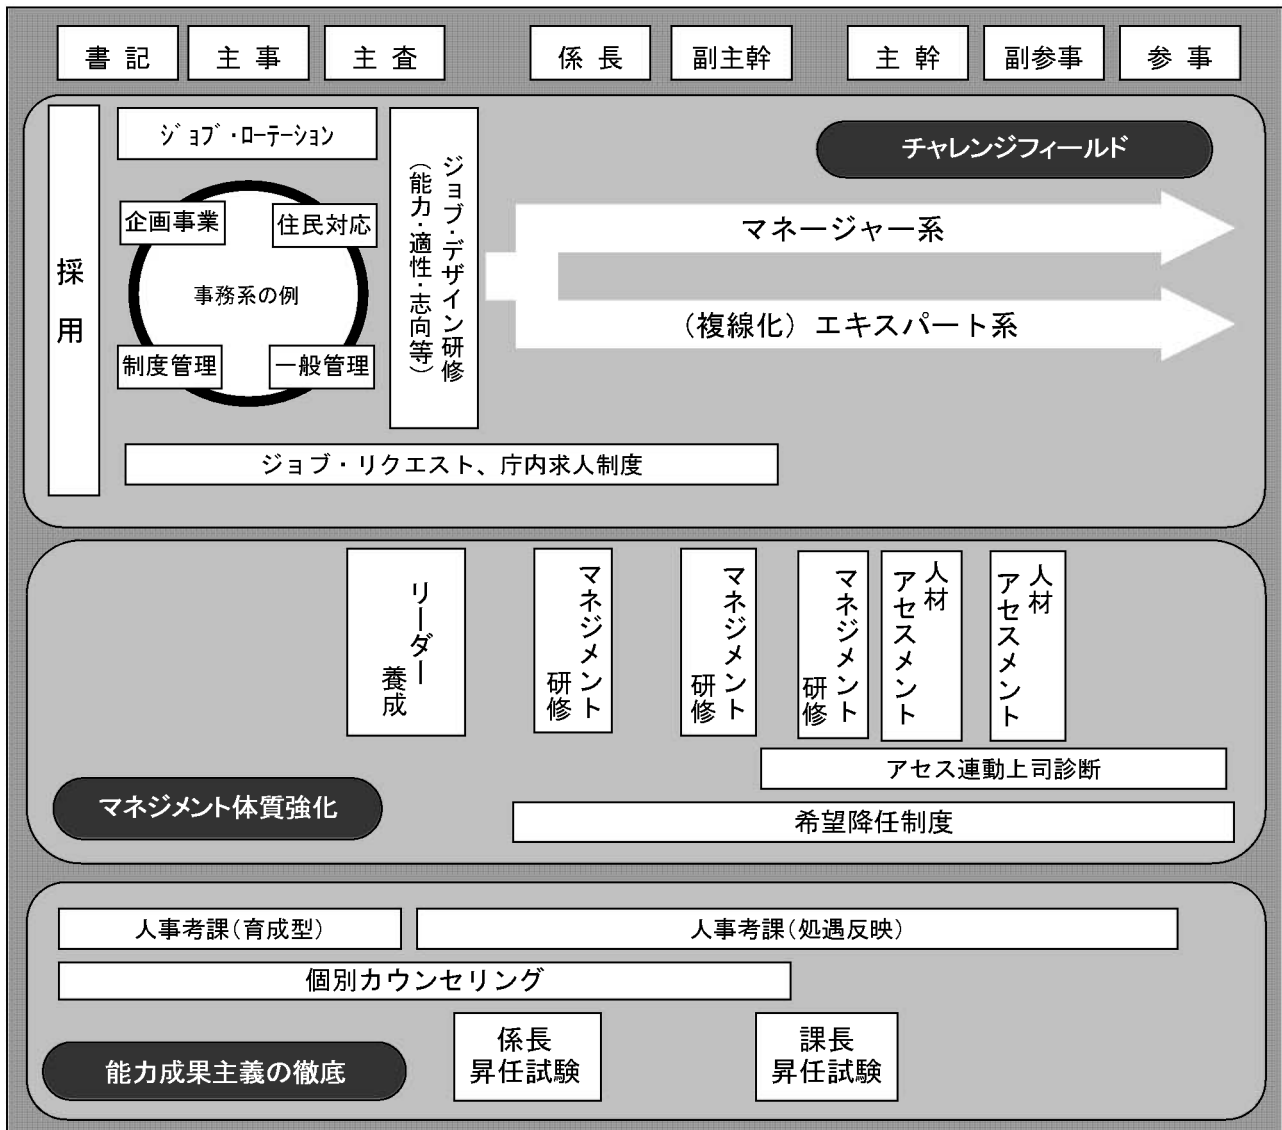 書記
主事
主査
係長
副主幹
主幹
副参事
参事
採用
ｼﾞｮﾌﾞ・ﾛｰﾃｰｼｮﾝ
企画事業
住民対応
事務系の例
制度管理
一般管理
ジョブ・デザイン研修
（能力・適性・志向等）
チャレンジフィールド
マネージャー系
（複線化）エキスパート系
ジョブ・リクエスト、庁内求人制度
リーダー
養成
マネジメント
研修
マネジメント
研修
マネジメント
研修
人材
アセスメント
人材
アセスメント
アセス連動上司診断
マネジメント体質強化
希望降任制度
人事考課（育成型）
人事考課（処遇反映）
個別カウンセリング
係長
昇任試験
課長
昇任試験
能力成果主義の徹底